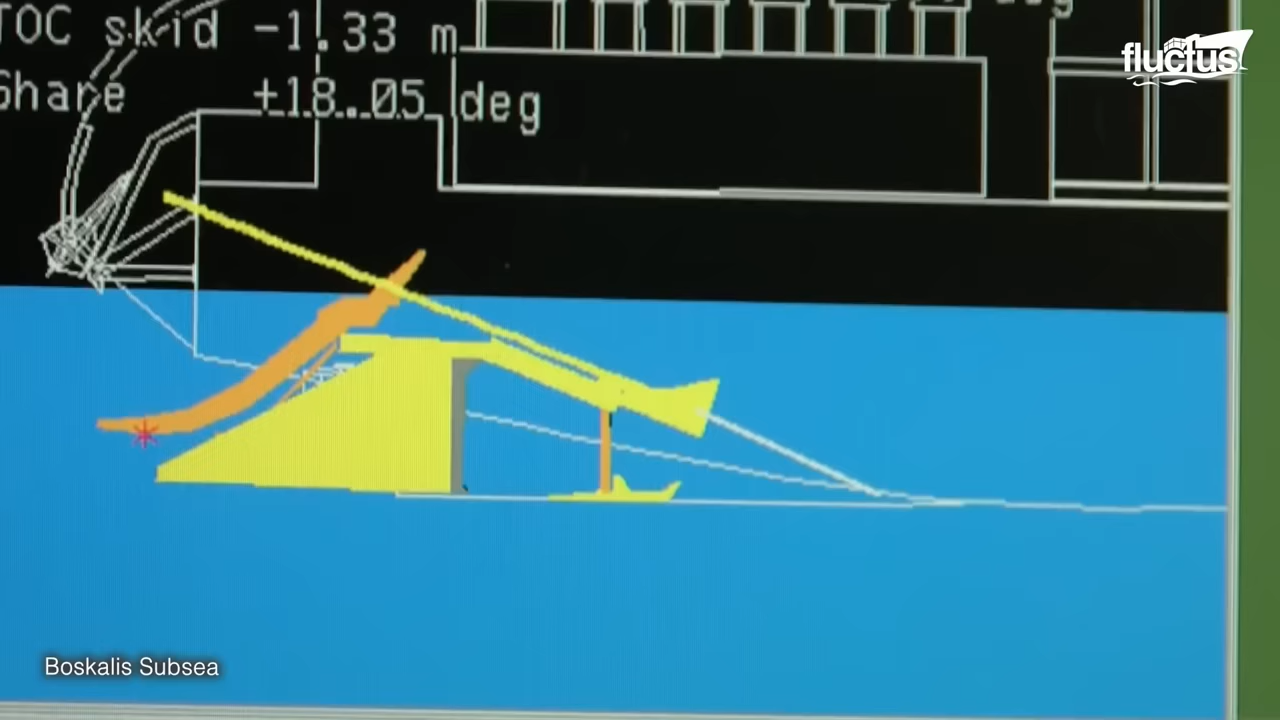 TOC skid -1.33 m
Share +18.05 deg
fluctus
Boskalis Subsea